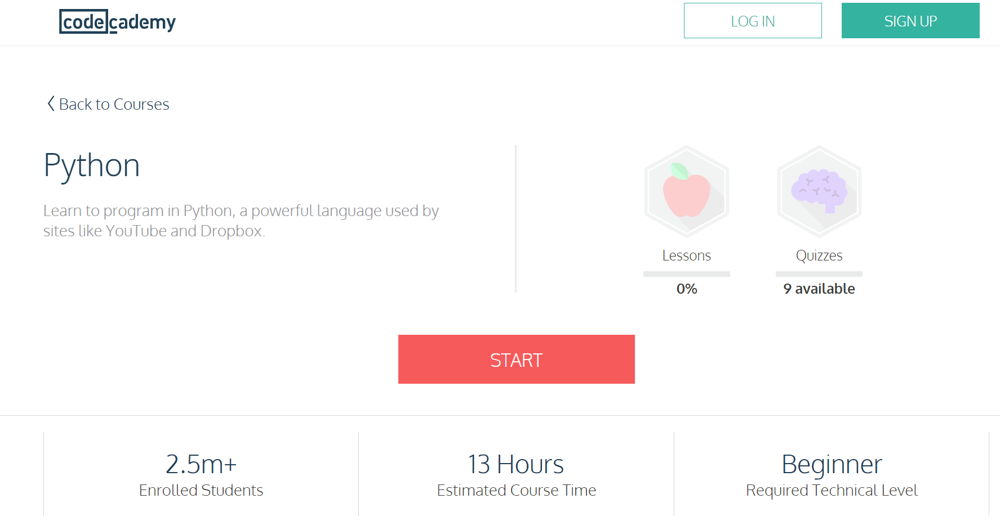 codecademy
LOG IN
SIGN UP
Back to Courses
Python
Learn to program in Python, a powerful language used by
sites like YouTube and Dropbox.
Lessons
0%
Quizzes
9 available
START
2.5m+
Enrolled Students
13 Hours
Estimated Course Time
Beginner
Required Technical Level